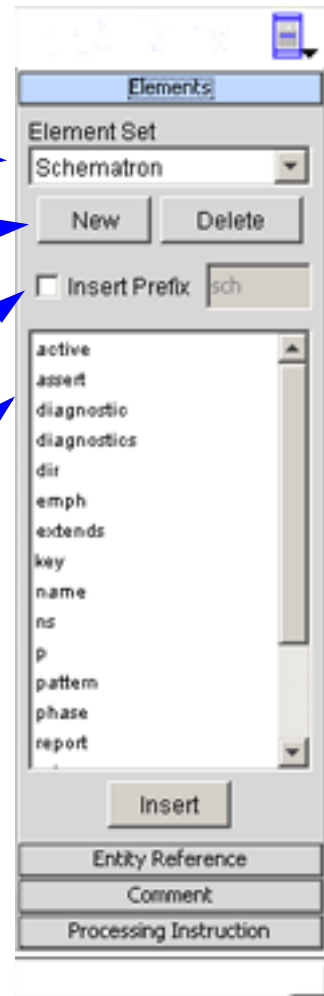 Elements
Element Set
Schematron
New Delete
Insert Prefix sch
active
assert
diagnostic
diagnostics
dir
emph
extends
key
name
ns
p
pattern
phase
report
Insert
Entity Reference
Comment
Processing Instruction